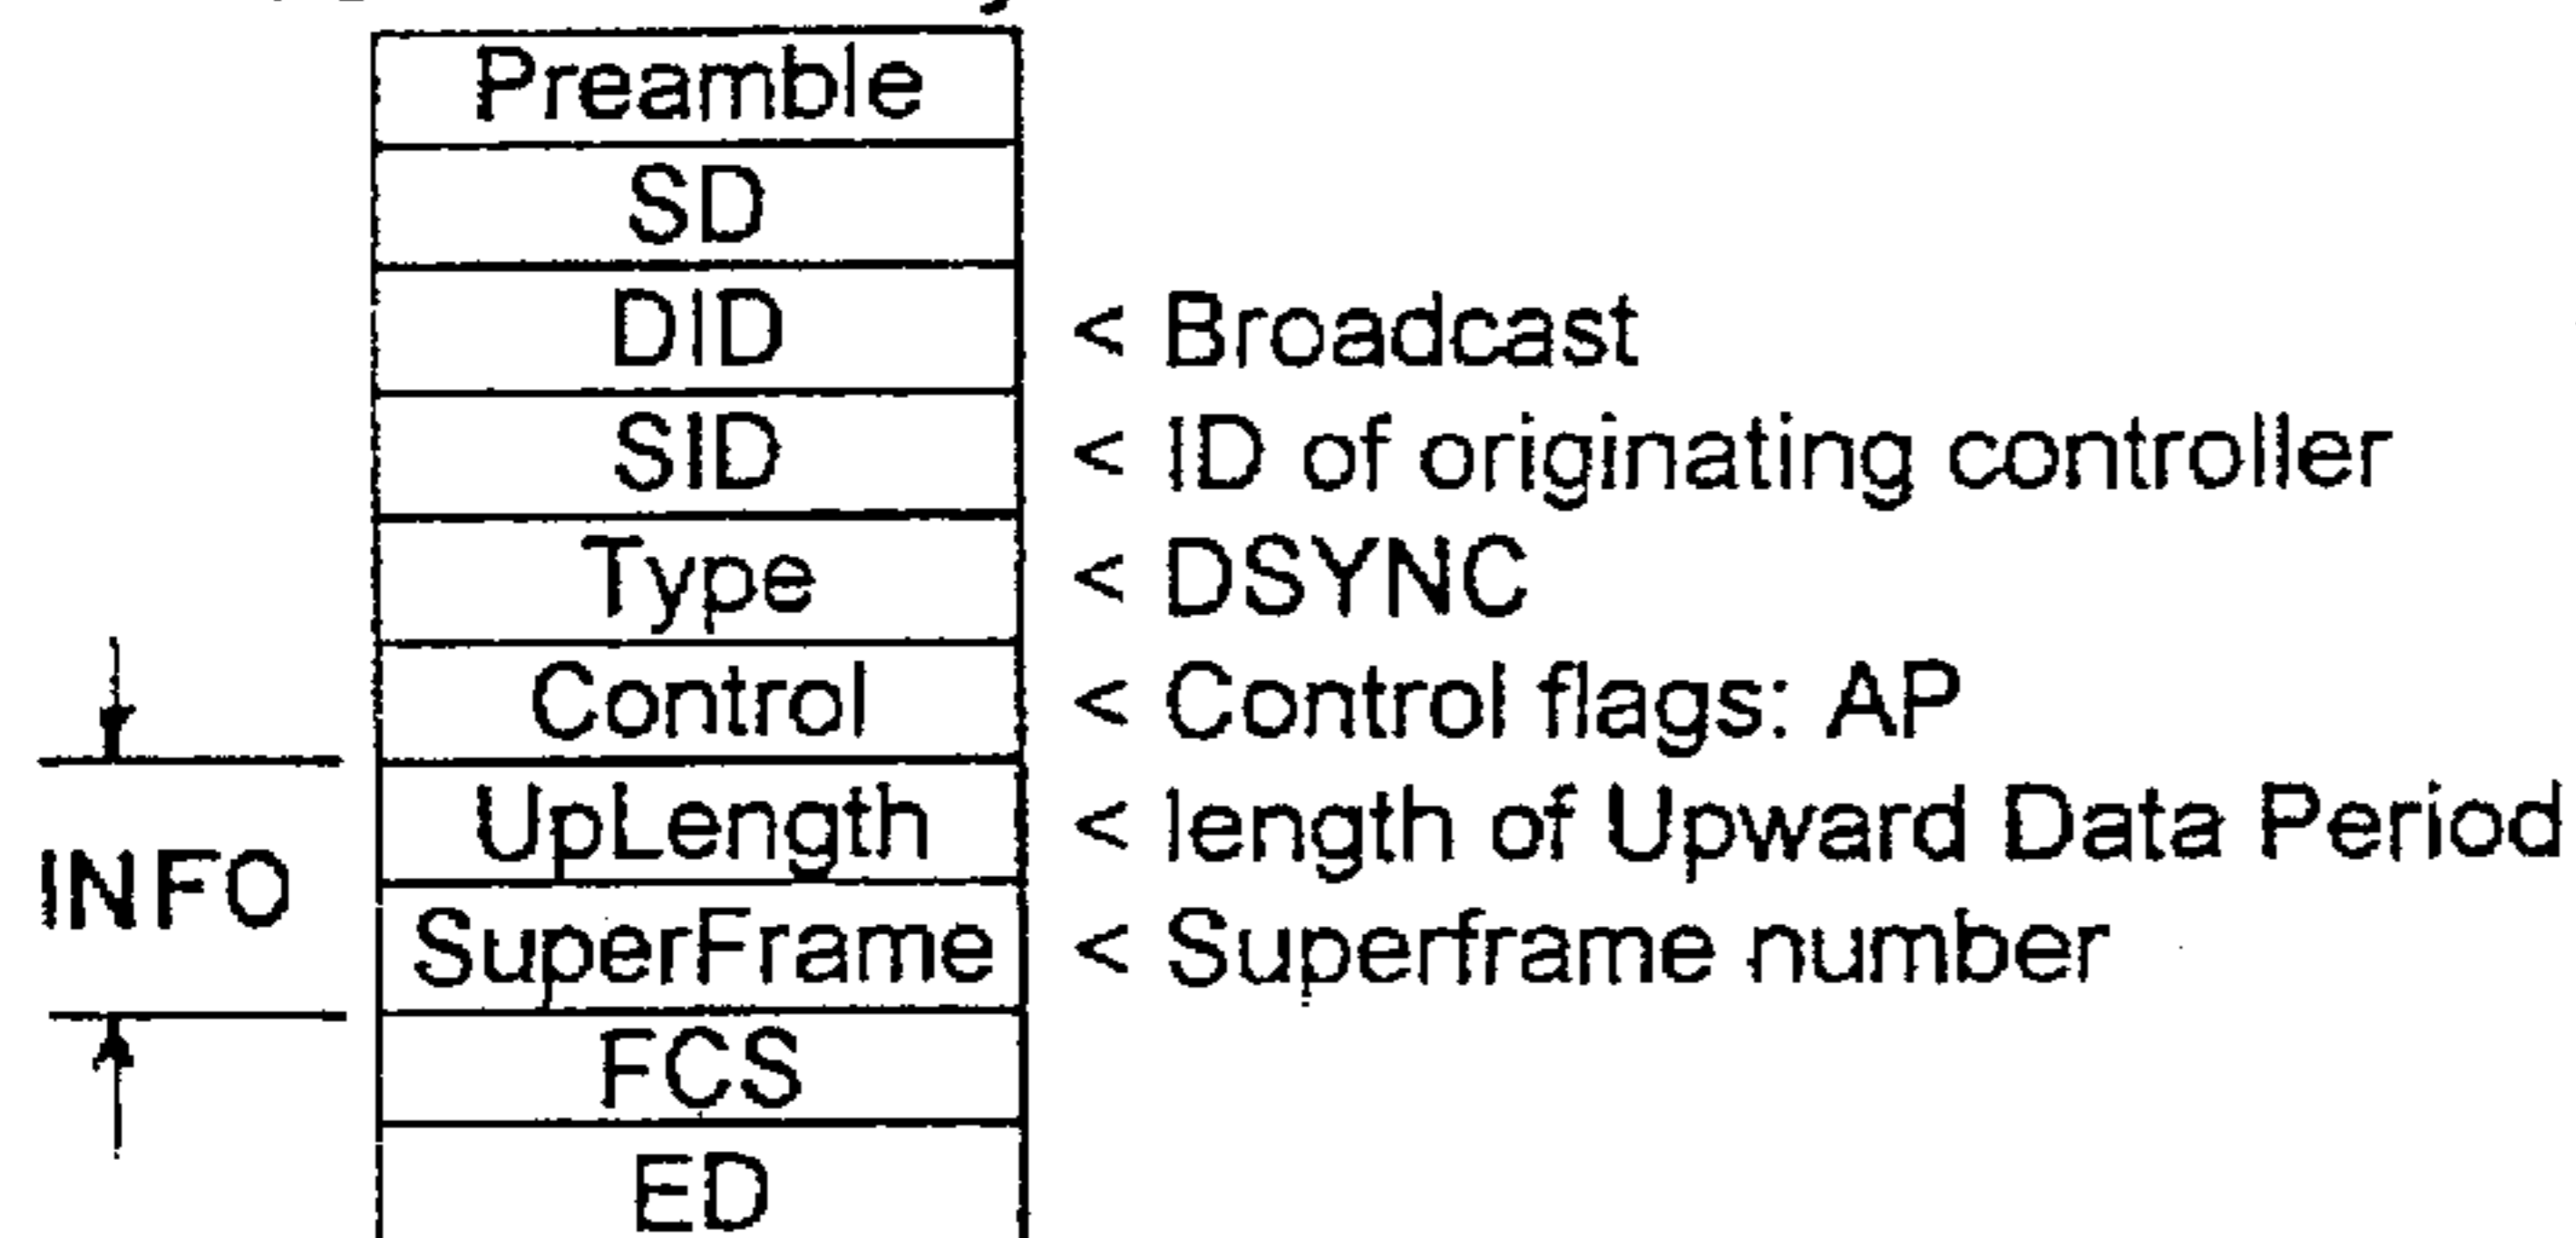 Preamble
SD
DID < Broadcast
SID < ID of originating controller
Type < DSYNC
Control < Control flags: AP
UpLength < length of Upward Data Period
INFO
SuperFrame < Superframe number
FCS
ED